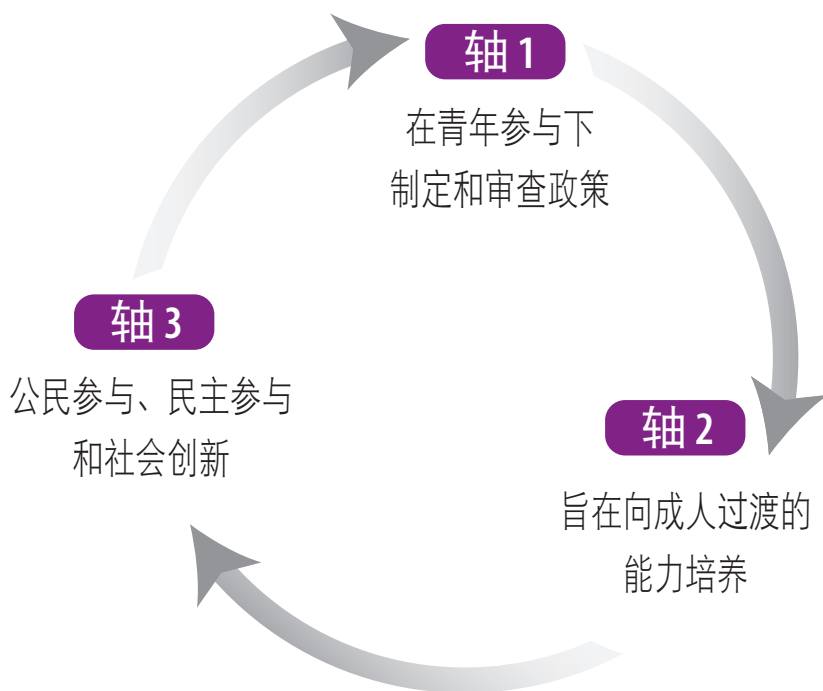 轴 1
在青年参与下
制定和审查政策
轴 2
旨在向成人过渡的
能力培养
轴 3
公民参与、民主参与
和社会创新